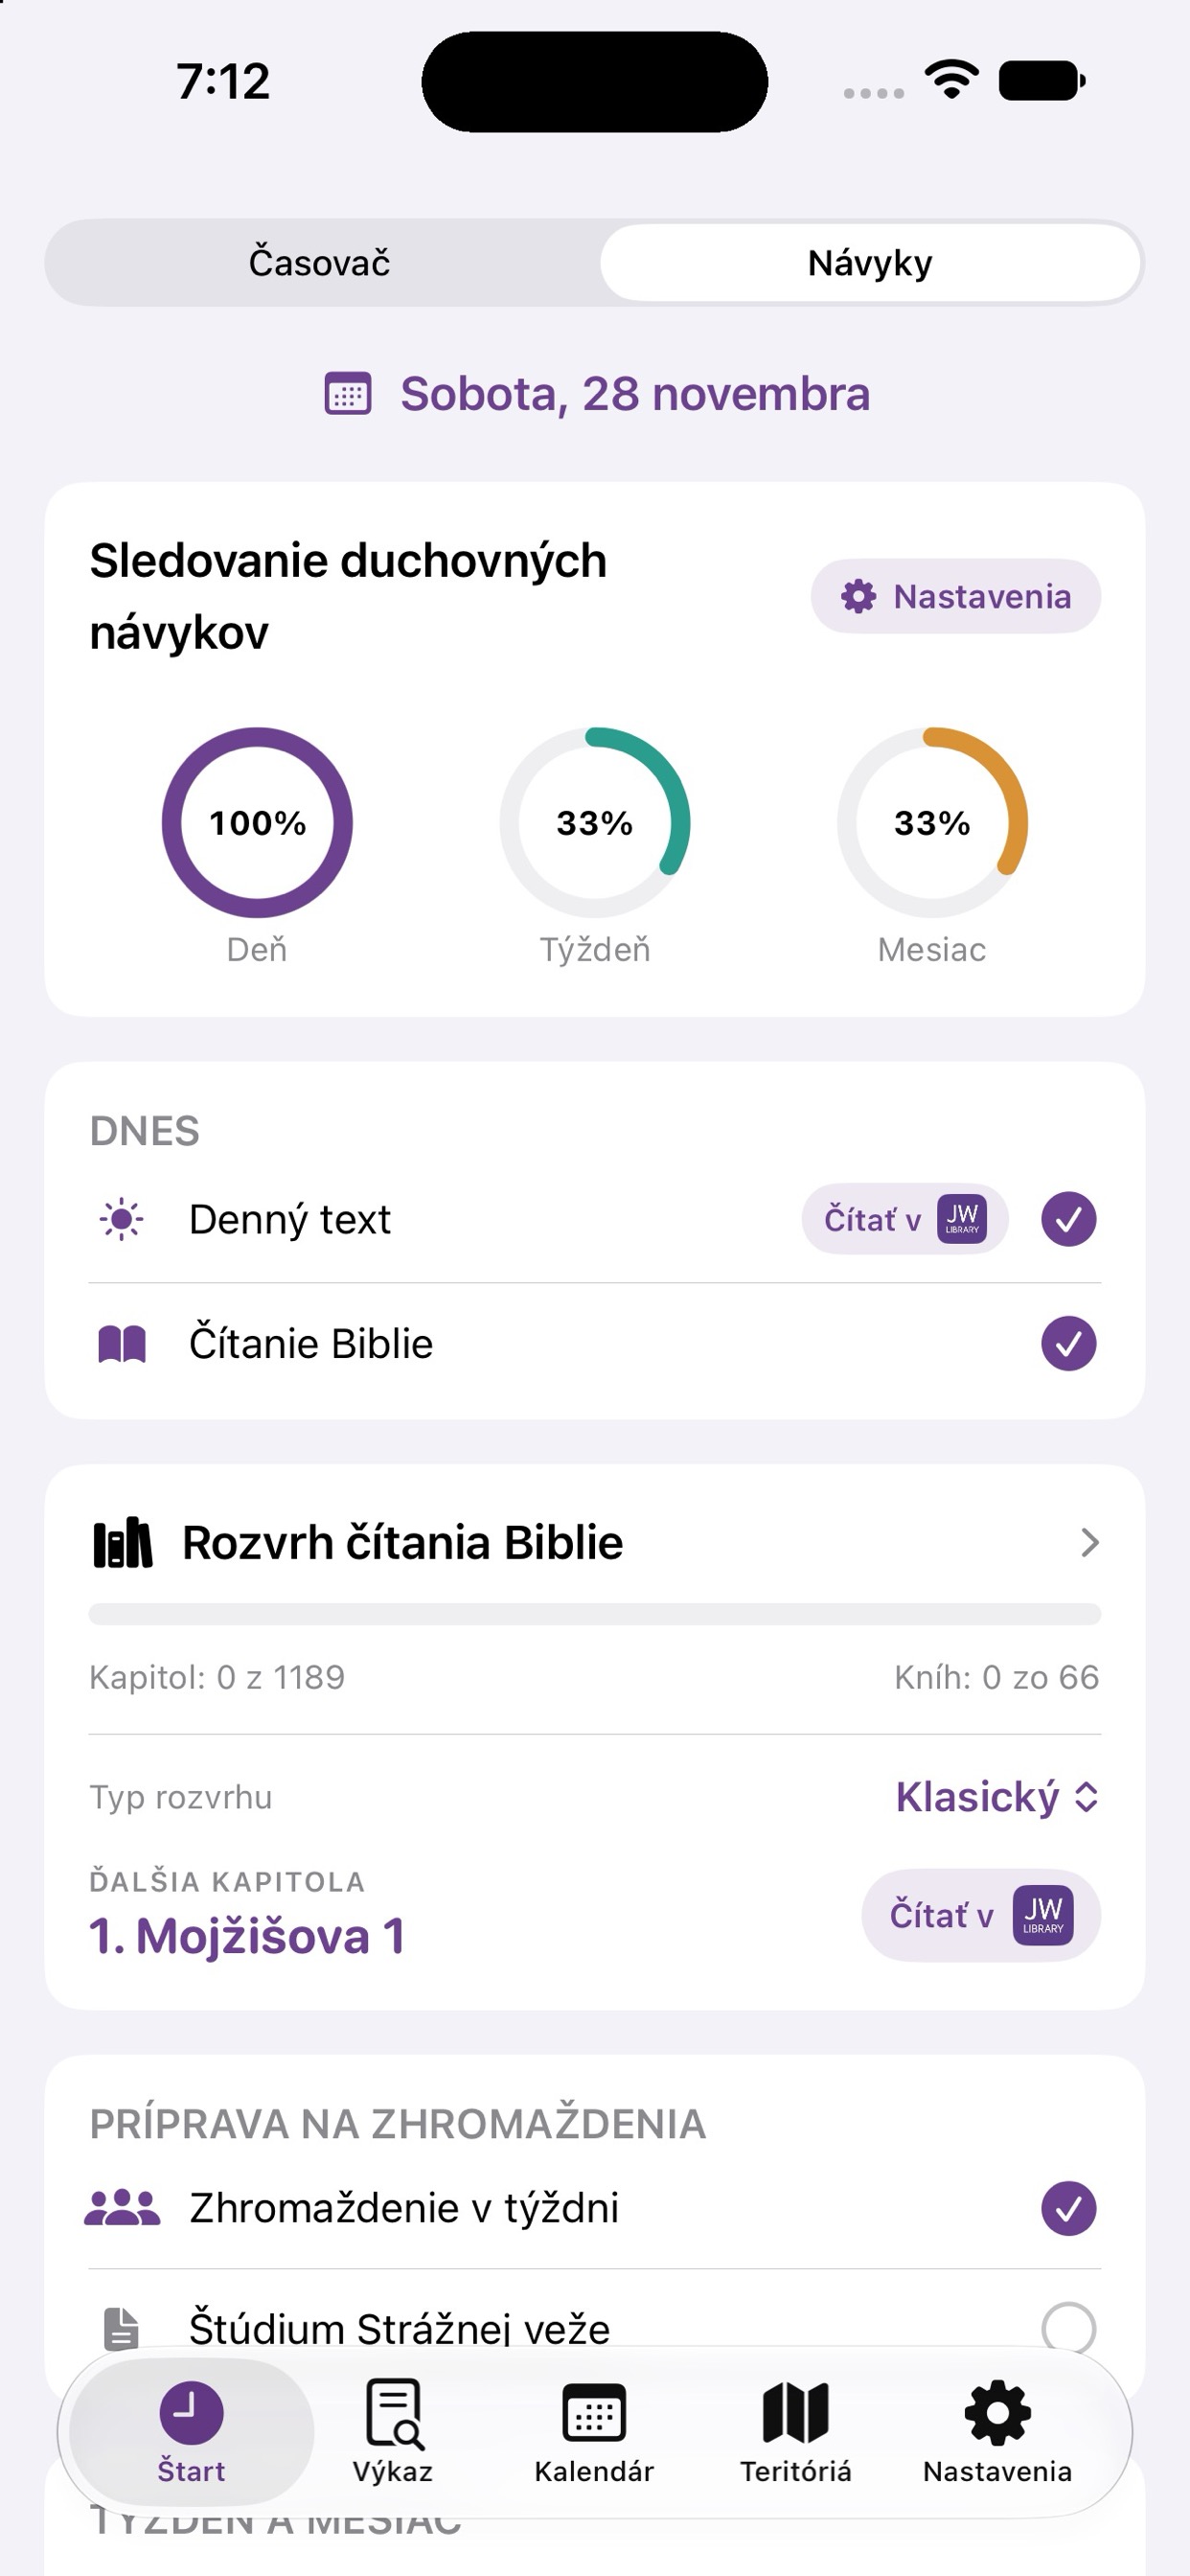 7:12
Časovač
Návyky
Sobota, 28 novembra
Sledovanie duchovných
návykov
Nastavenia
100%
33%
33%
Deň
Týždeň
Mesiac
DNES
Denný text
Čítať v
JW
LIBRARY
Čítanie Biblie
Rozvrh čítania Biblie
Kapitol: 0 z 1189
Kníh: 0 zo 66
Typ rozvrhu
Klasický
ĎALŠIA KAPITOLA
1. Mojžišova 1
Čítať v
JW
LIBRARY
PRÍPRAVA NA ZHROMAŽDENIA
Zhromaždenie v týždni
Štúdium Strážnej veže
Štart
Výkaz
Kalendár
Teritóriá
Nastavenia
TÝŽDEŇ A MESIAC